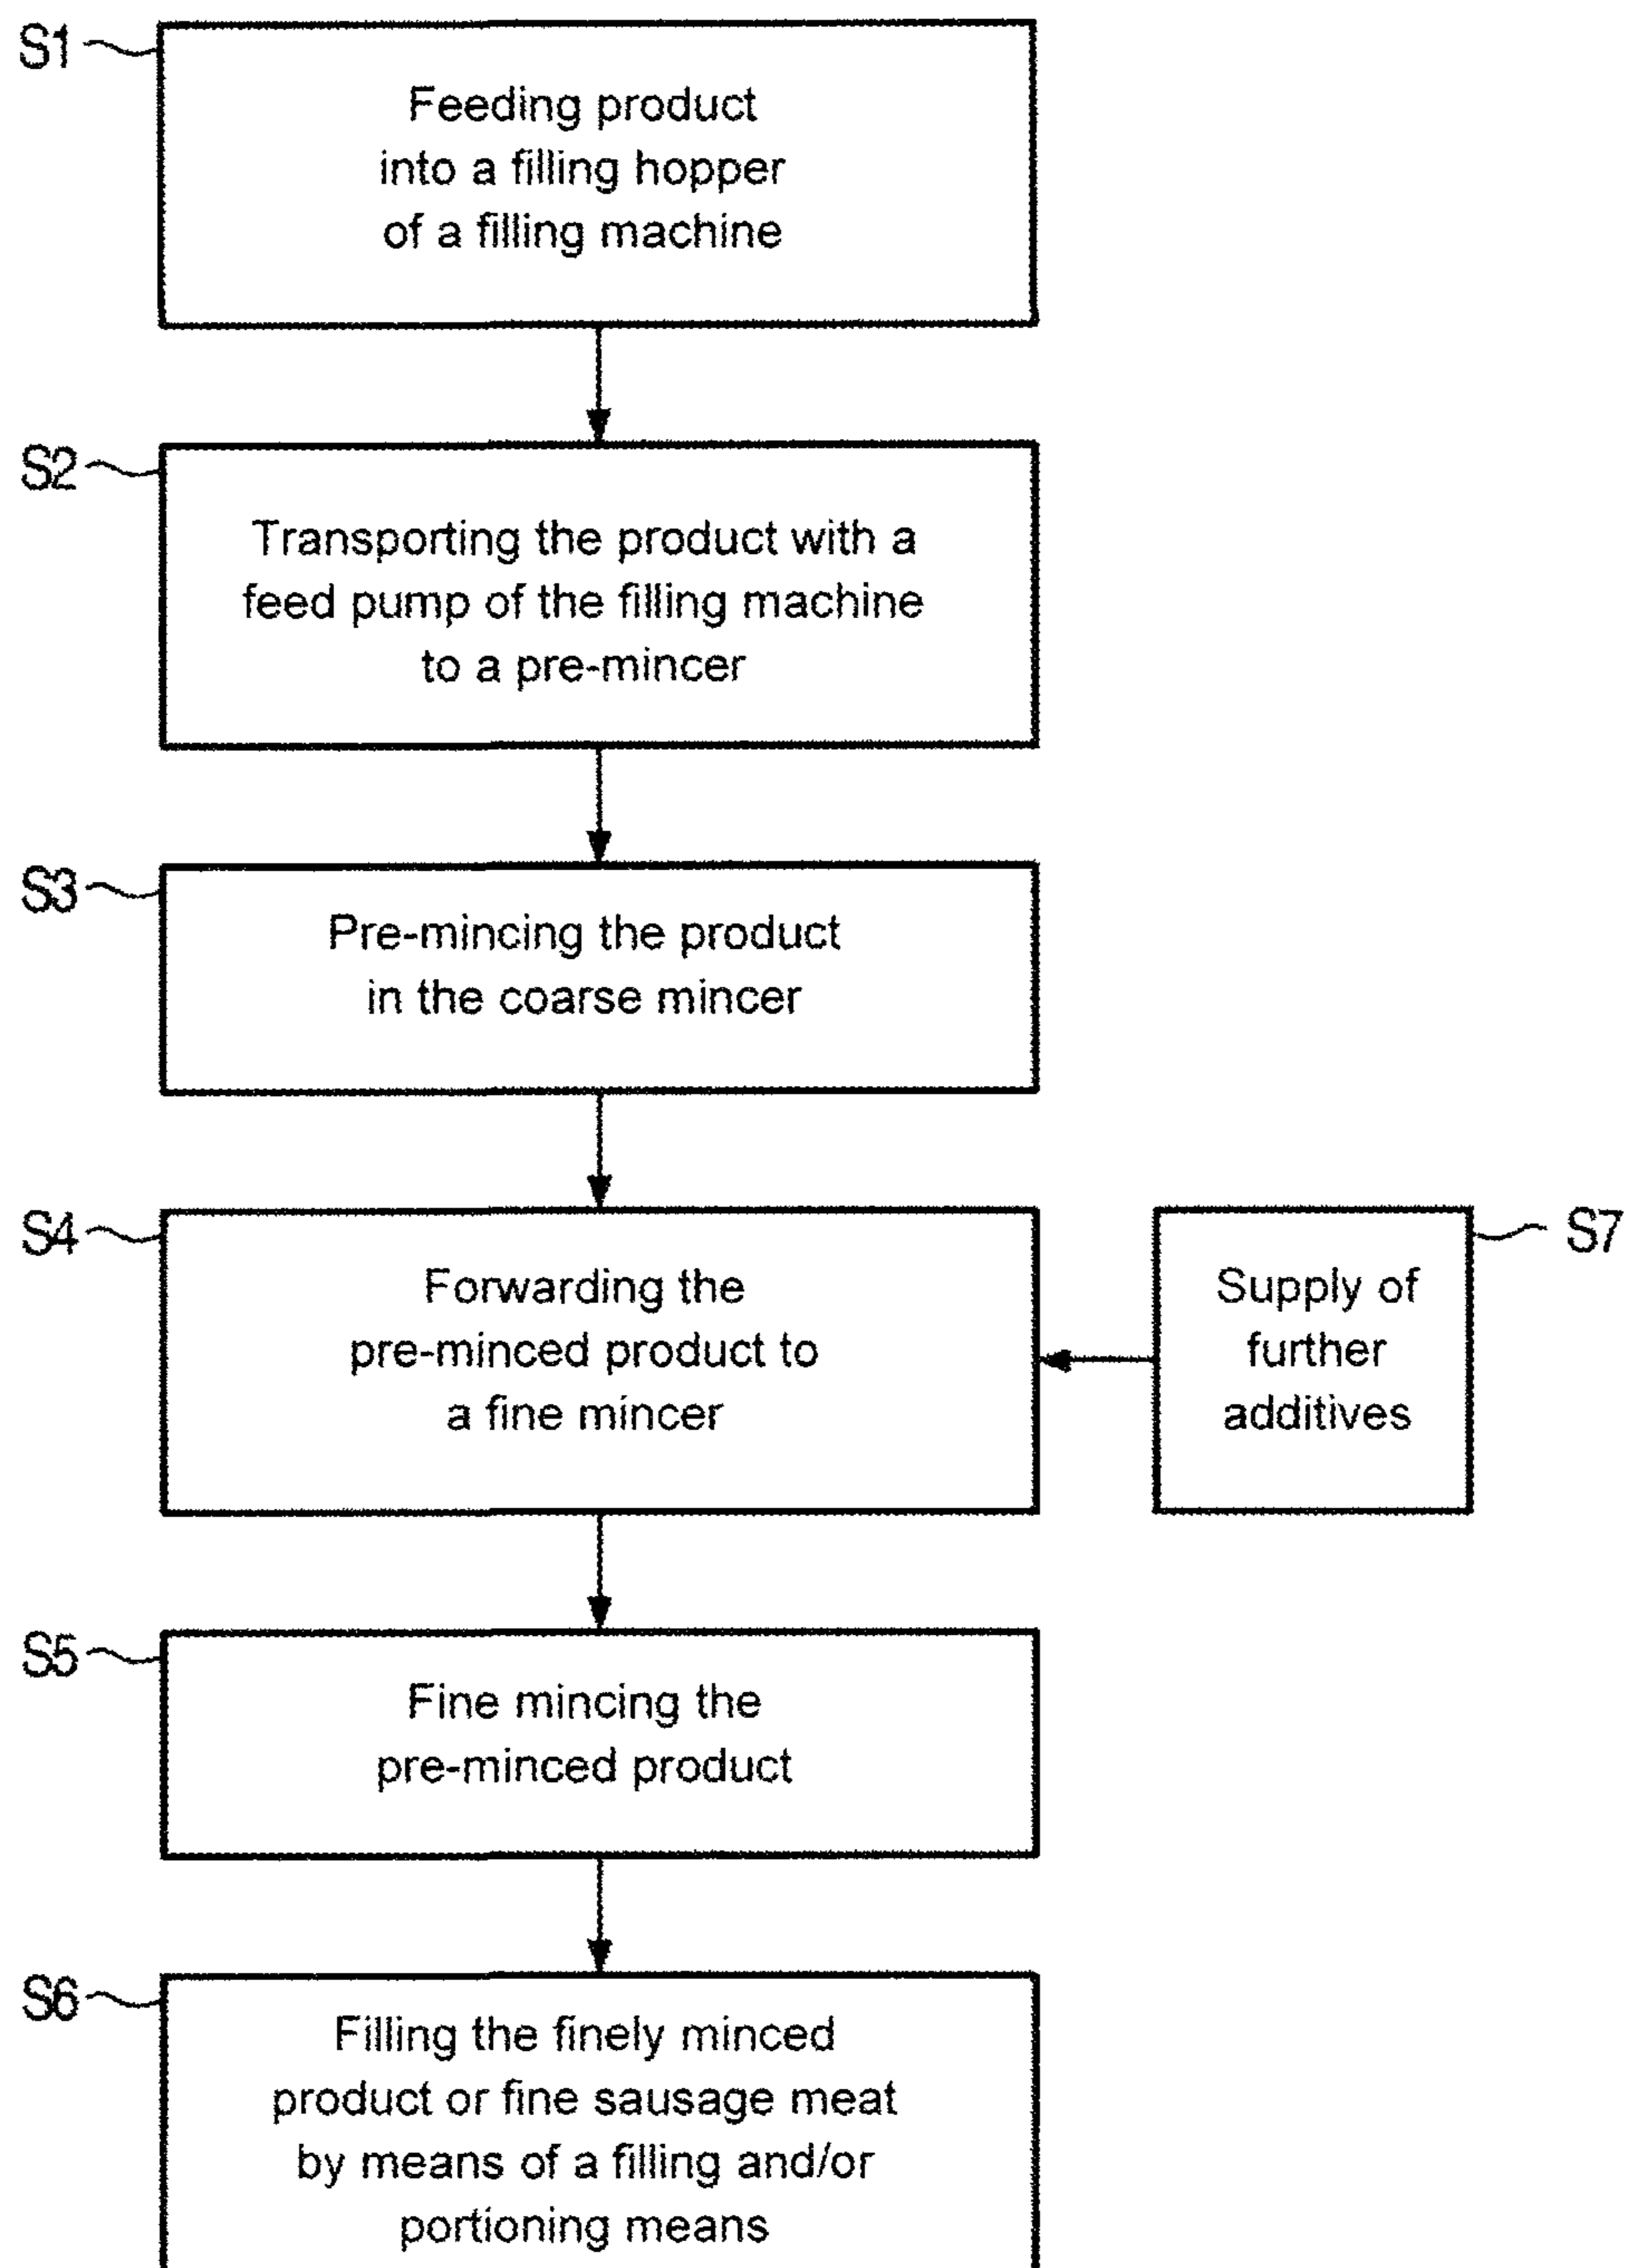 S1
Feeding product
into a filling hopper
of a filling machine
S2
Transporting the product with a
feed pump of the filling machine
to a pre-mincer
S3
Pre-mincing the product
in the coarse mincer
S4
Forwarding the
pre-minced product to
a fine mincer
S7
Supply of
further
additives
S5
Fine mincing the
pre-minced product
S6
Filling the finely minced
product or fine sausage meat
by means of a filling and/or
portioning means